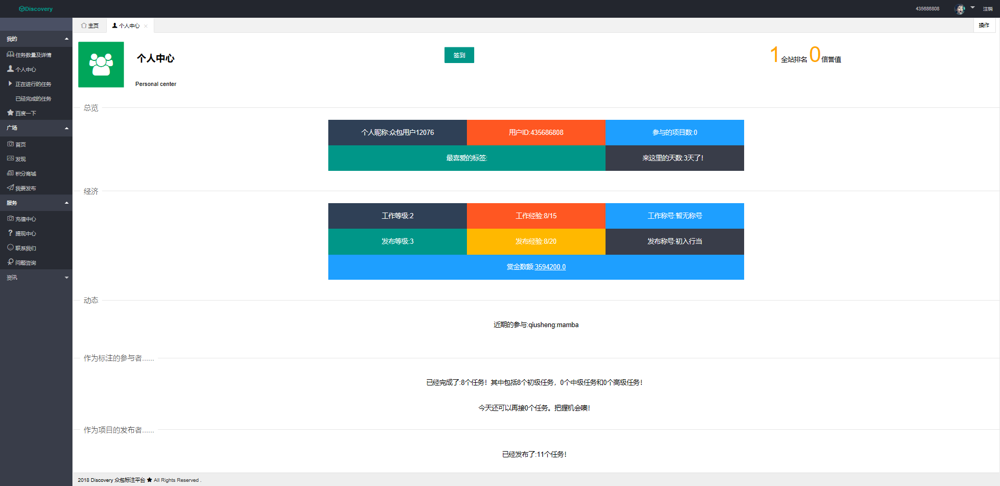 Discovery
435686808
注销
我的
任务数量及详情
个人中心
正在进行的任务
已经完成的任务
百度一下
广场
首页
发现
积分商城
我要发布
服务
充值中心
提现中心
联系我们
问题咨询
资讯
主页
个人中心
操作
个人中心
Personal center
签到
1 全站排名 0 信誉值
总览
个人昵称:众包用户12076
用户ID:435686808
参与的项目数:0
最喜爱的标签:
来这里的天数:3天了!
经济
工作等级:2
工作经验:8/15
工作称号:暂无称号
发布等级:3
发布经验:8/20
发布称号:初入行当
赏金数额:3594200.0
动态
近期的参与:qiusheng:mamba
作为标注的参与者......
已经完成了:8个任务！其中包括8个初级任务，0个中级任务和0个高级任务！
今天还可以再接0个任务。把握机会噢!
作为项目的发布者......
已经发布了:11个任务!
2018 Discovery 众包标注平台 ★ All Rights Reserved .